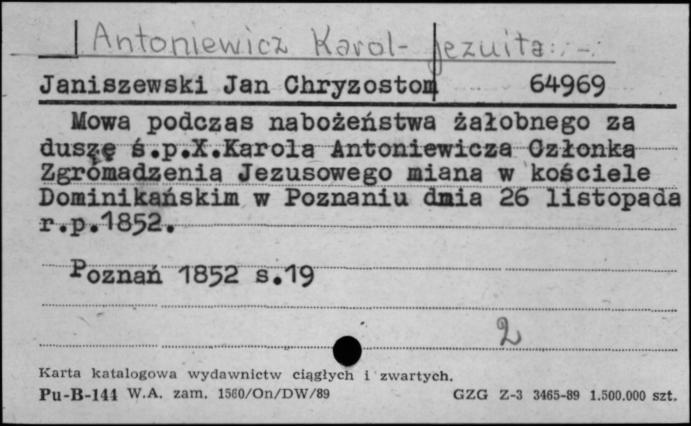 Antoniewicz Karol - jezuita
Janiszewski Jan Chryzostom 64969
Mowa podczas nabożeństwa żałobnego za
duszę ś.p.X.Karola Antoniewicza Członka
Zgromadzenia Jezusowego miana w kościele
Dominikańskim w Poznaniu dnia 26 listopada
r.p.1852.
Poznań 1852 s.19
2
Karta katalogowa wydawnictw ciągłych i zwartych.
Pu-B-144 W.A. zam. 1560/On/DW/89 GZG Z-3 3465-89 1.500.000 szt.